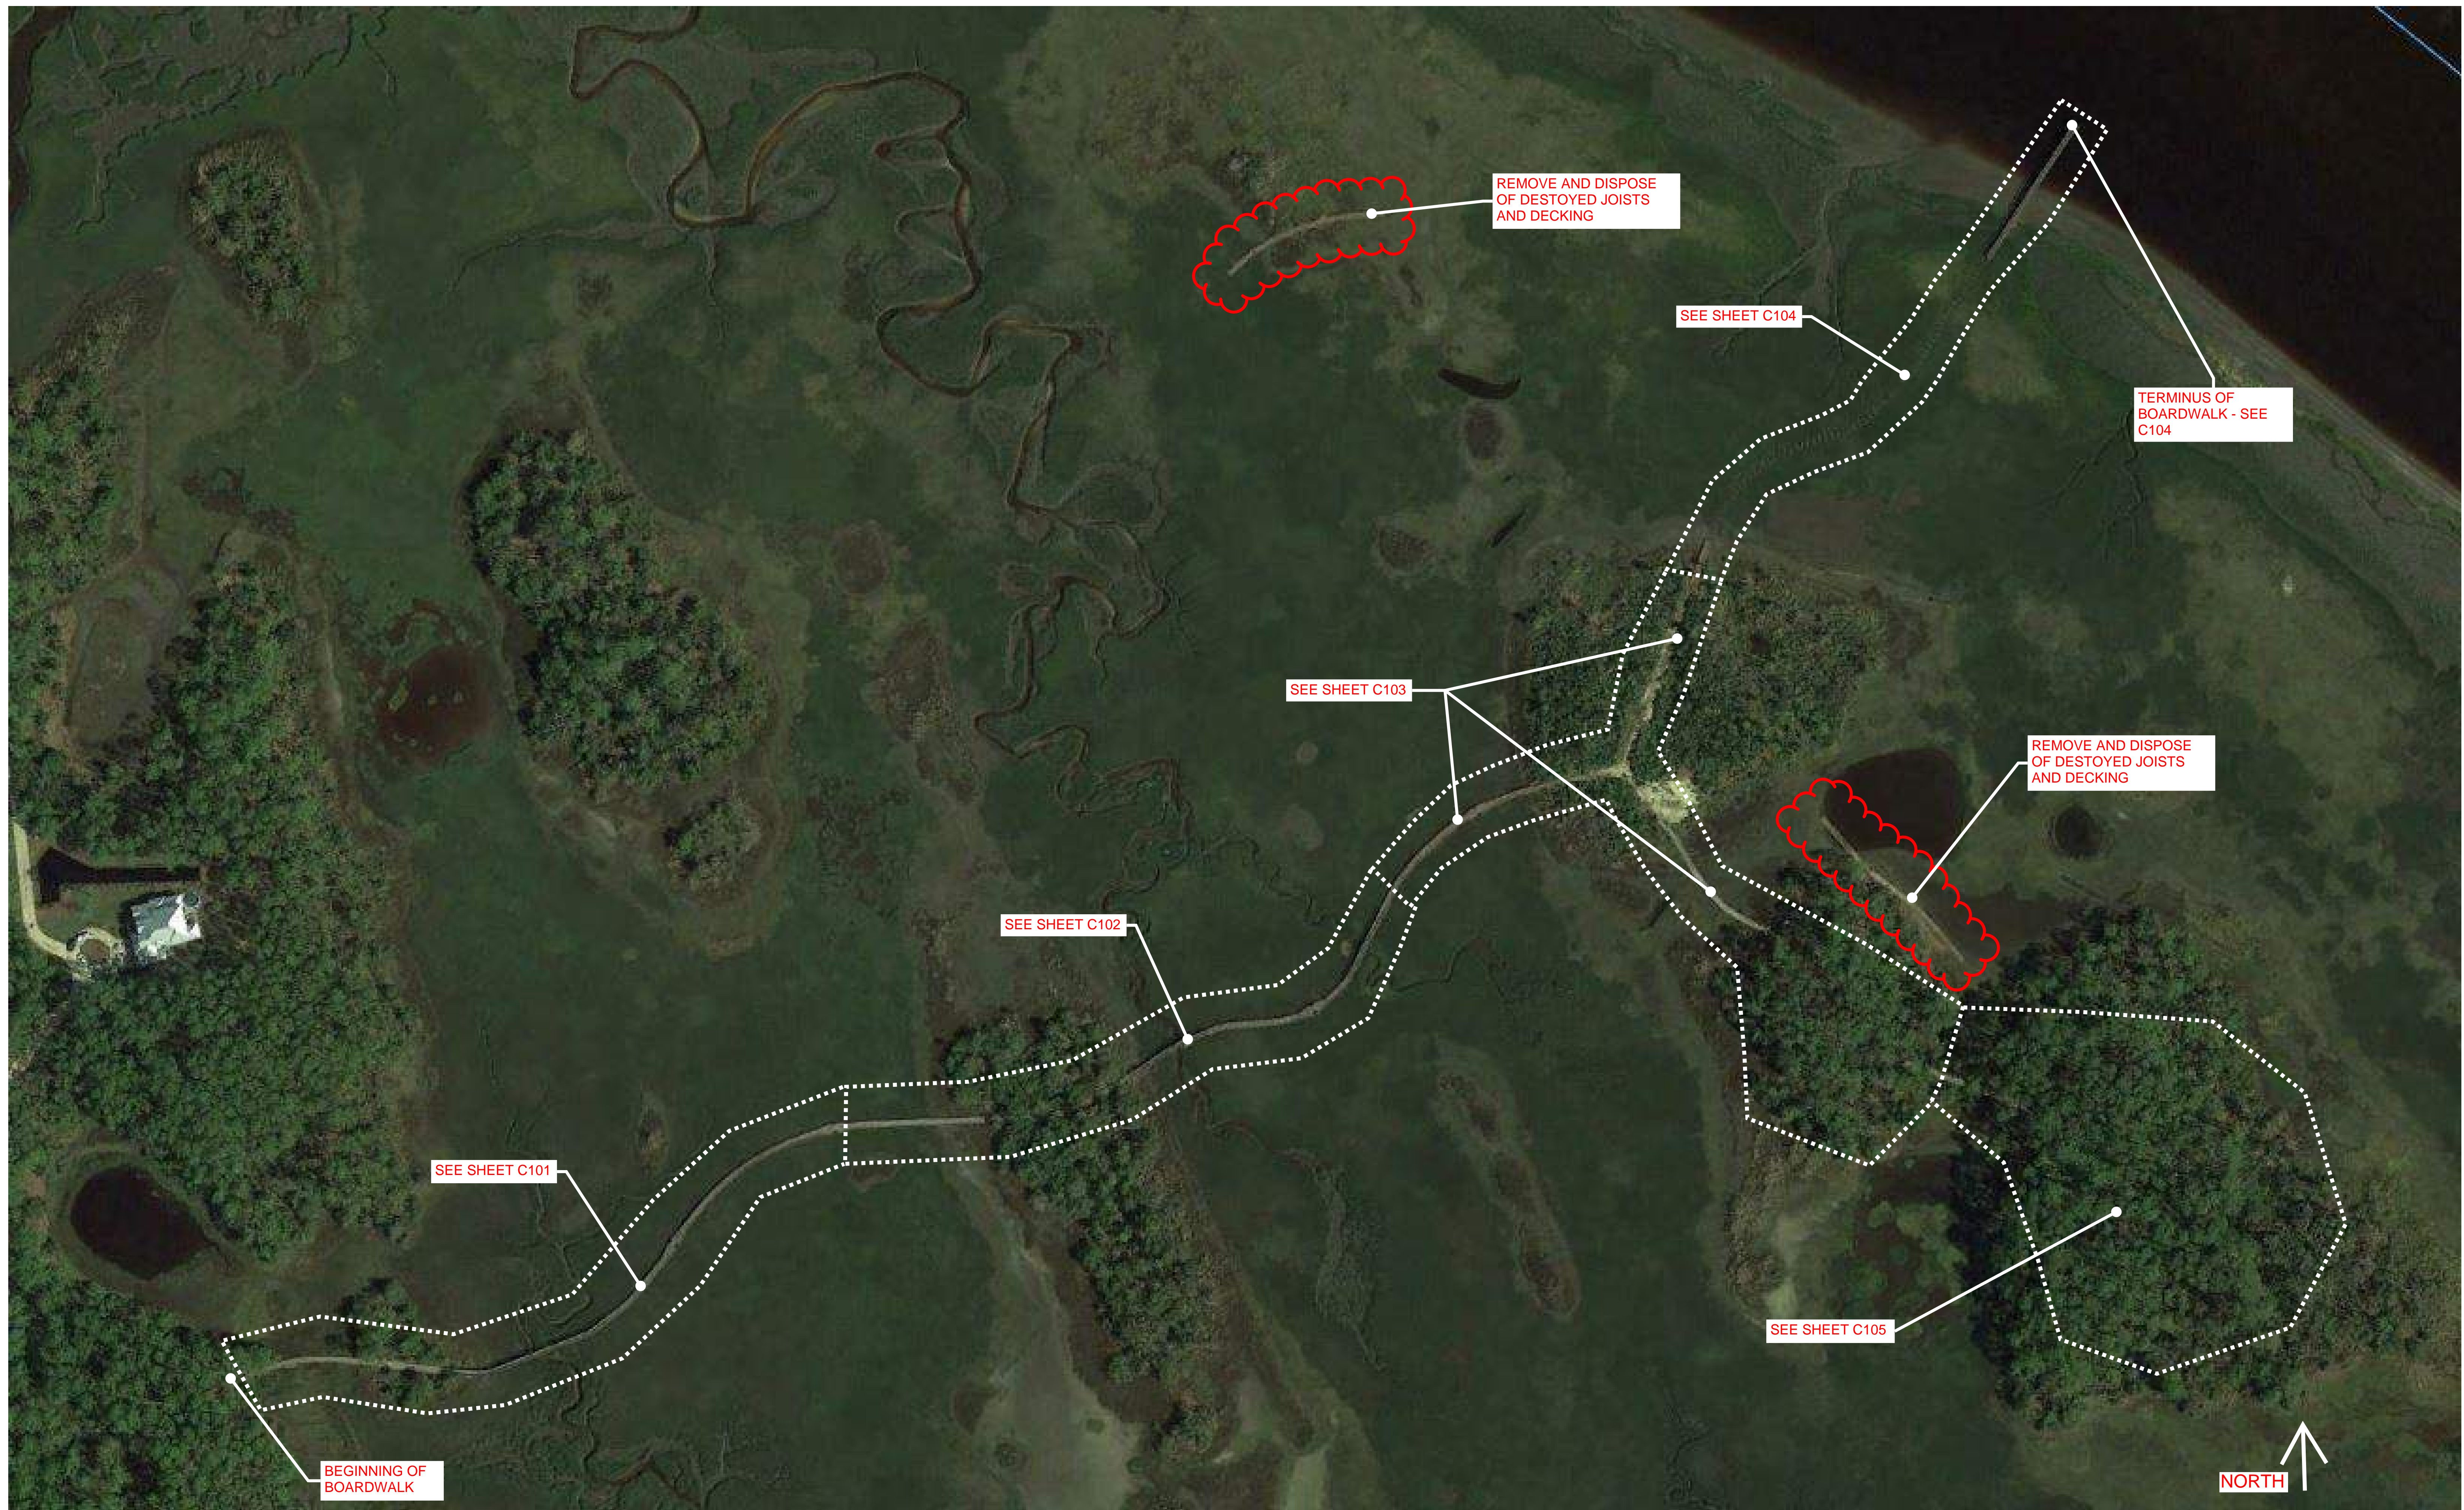 REMOVE AND DISPOSE
OF DESTOYED JOISTS
AND DECKING
SEE SHEET C104
TERMINUS OF
BOARDWALK - SEE
C104
SEE SHEET C103
REMOVE AND DISPOSE
OF DESTOYED JOISTS
AND DECKING
SEE SHEET C102
SEE SHEET C101
SEE SHEET C105
BEGINNING OF
BOARDWALK
NORTH